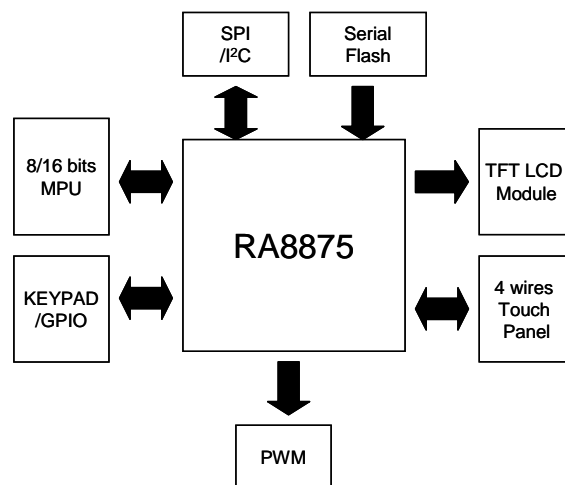 SPI
/I²C
Serial
Flash
8/16 bits
MPU
TFT LCD
Module
RA8875
KEYPAD
/GPIO
4 wires
Touch
Panel
PWM